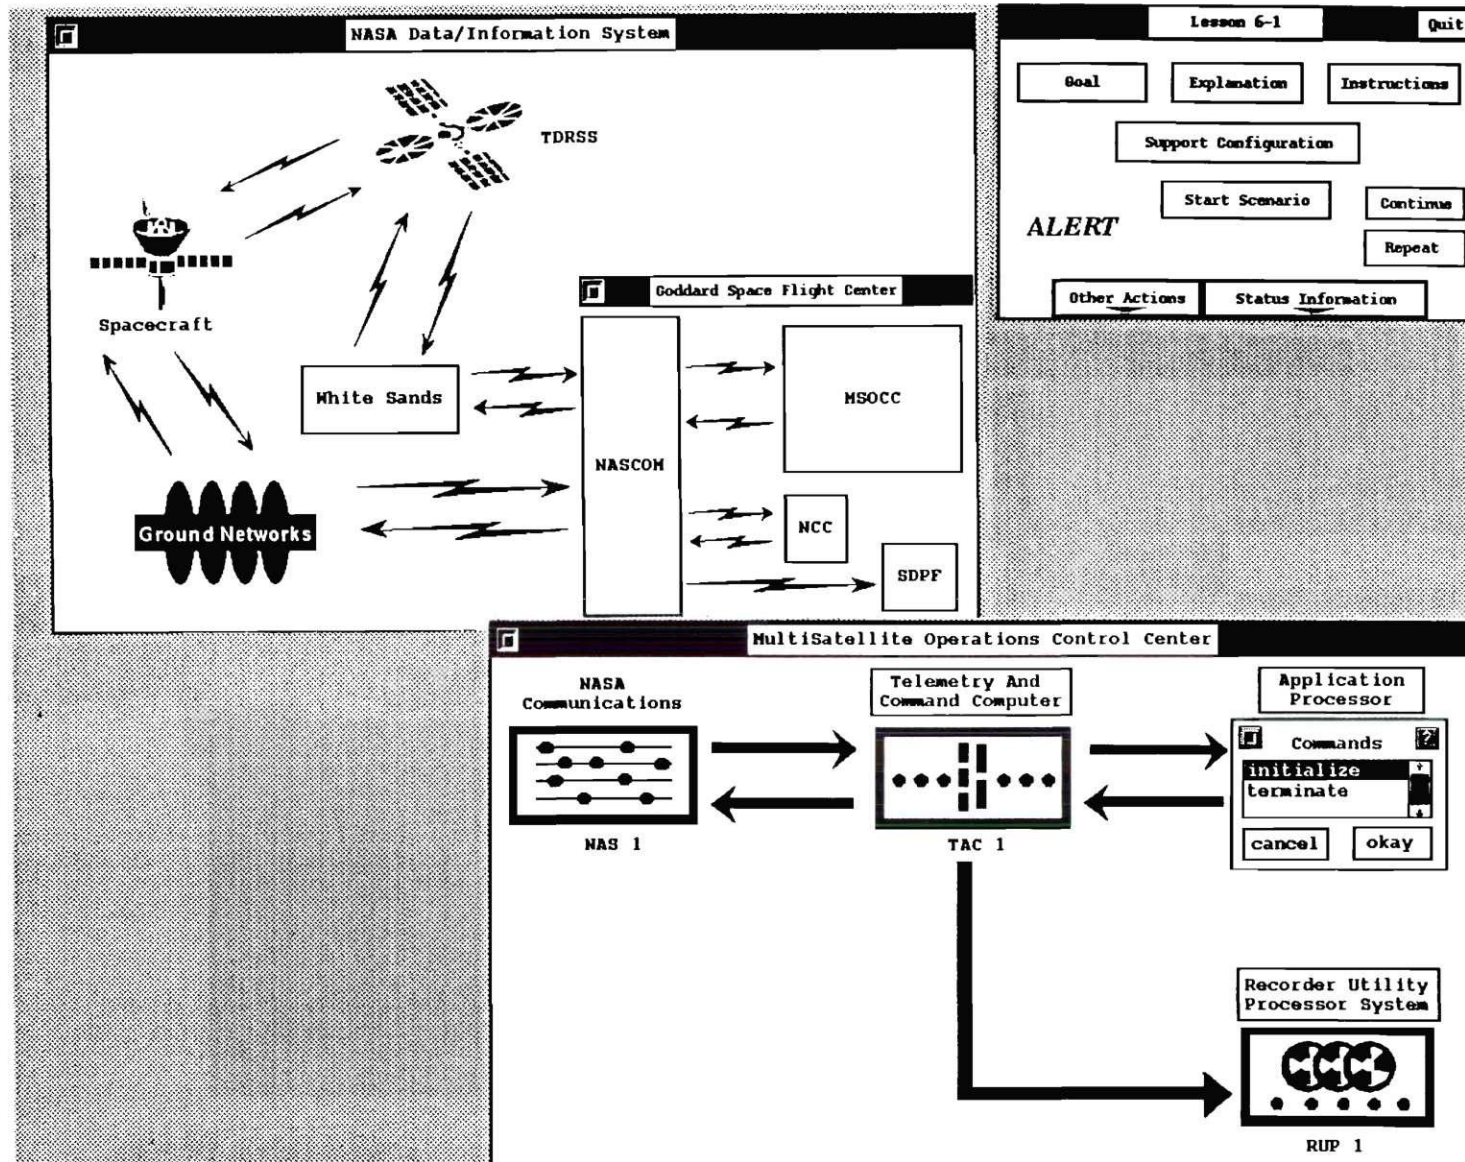 NASA Data/Information System
TDRSS
Spacecraft
White Sands
Ground Networks
Goddard Space Flight Center
NASCOM
MSOCC
NCC
SDPF
Lesson 6-1
Quit
Goal
Explanation
Instructions
Support Configuration
Start Scenario
Continue
ALERT
Repeat
Other Actions
Status Information
MultiSatellite Operations Control Center
NASA
Communications
NAS 1
Telemetry And
Command Computer
TAC 1
Application
Processor
Commands
?
initialize
terminate
cancel
okay
Recorder Utility
Processor System
RUP 1